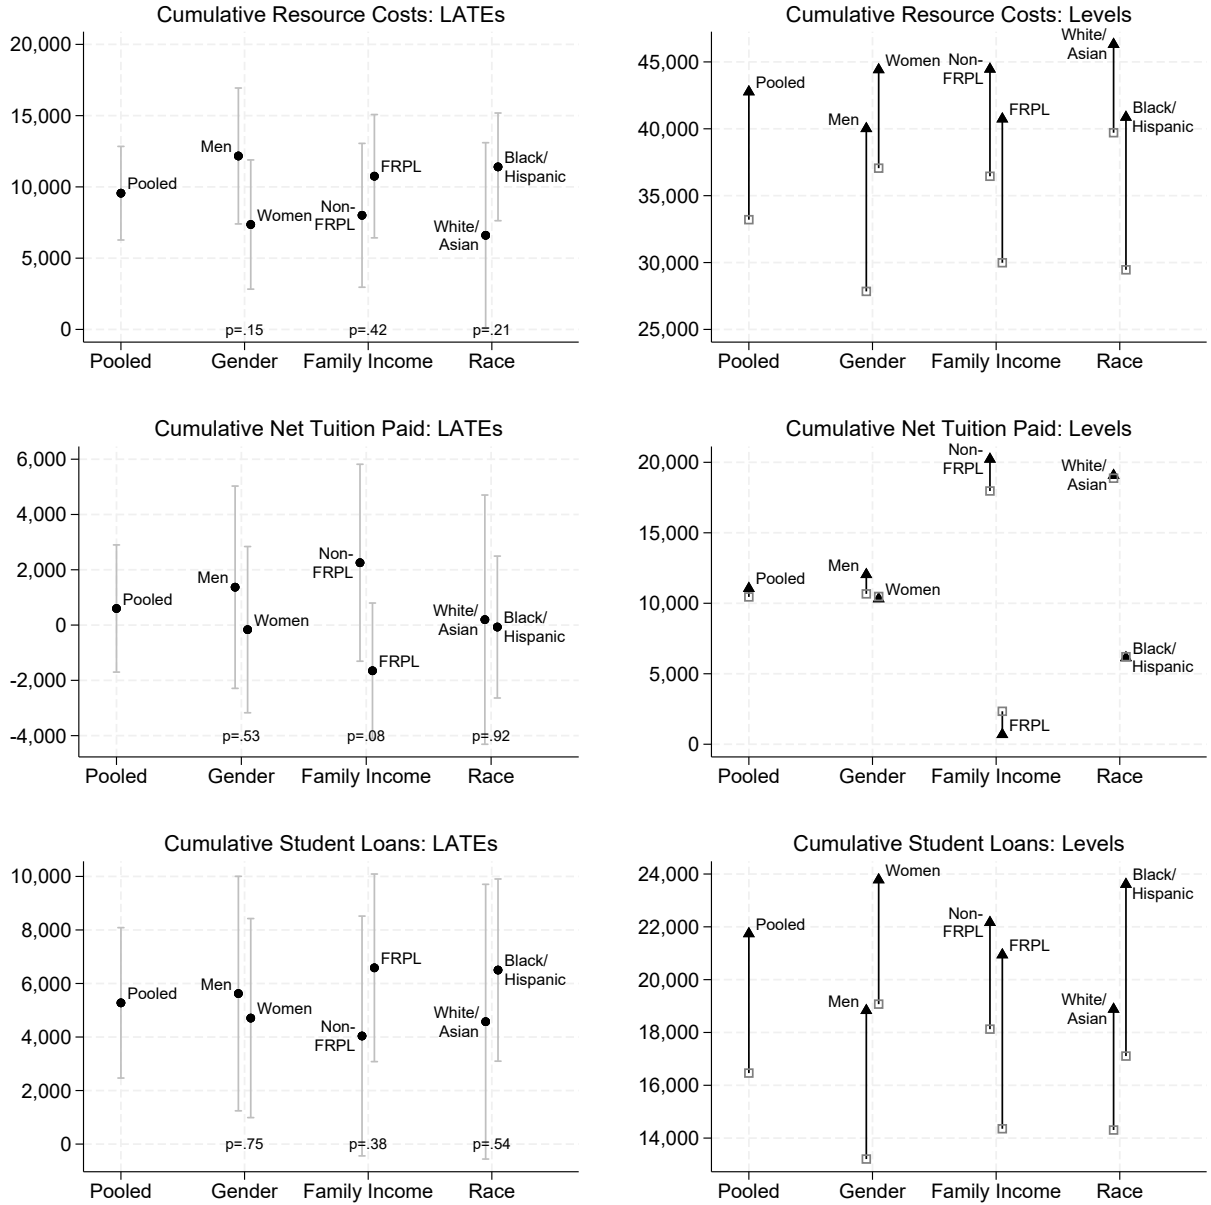 Cumulative Resource Costs: LATEs
20,000
15,000
10,000
5,000
0
Pooled
Men
Women
Non-
FRPL
FRPL
White/
Asian
Black/
Hispanic
p=.15
p=.42
p=.21
Pooled
Gender
Family Income
Race
Cumulative Resource Costs: Levels
45,000
40,000
35,000
30,000
25,000
Pooled
Men
Women
Non-
FRPL
FRPL
White/
Asian
Black/
Hispanic
Pooled
Gender
Family Income
Race
Cumulative Net Tuition Paid: LATEs
6,000
4,000
2,000
0
-2,000
-4,000
Pooled
Men
Women
Non-
FRPL
FRPL
White/
Asian
Black/
Hispanic
p=.53
p=.08
p=.92
Pooled
Gender
Family Income
Race
Cumulative Net Tuition Paid: Levels
20,000
15,000
10,000
5,000
0
Pooled
Men
Women
Non-
FRPL
FRPL
White/
Asian
Black/
Hispanic
Pooled
Gender
Family Income
Race
Cumulative Student Loans: LATEs
10,000
8,000
6,000
4,000
2,000
0
Pooled
Men
Women
Non-
FRPL
FRPL
White/
Asian
Black/
Hispanic
p=.75
p=.38
p=.54
Pooled
Gender
Family Income
Race
Cumulative Student Loans: Levels
24,000
22,000
20,000
18,000
16,000
14,000
Pooled
Men
Women
Non-
FRPL
FRPL
White/
Asian
Black/
Hispanic
Pooled
Gender
Family Income
Race